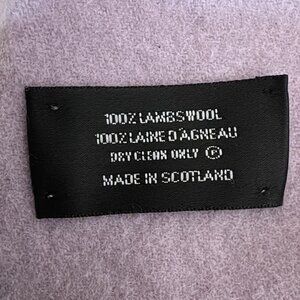 100% LAMBSWOOL
100% LAINE D'AGNEAU
DRY CLEAN ONLY Ⓟ
MADE IN SCOTLAND